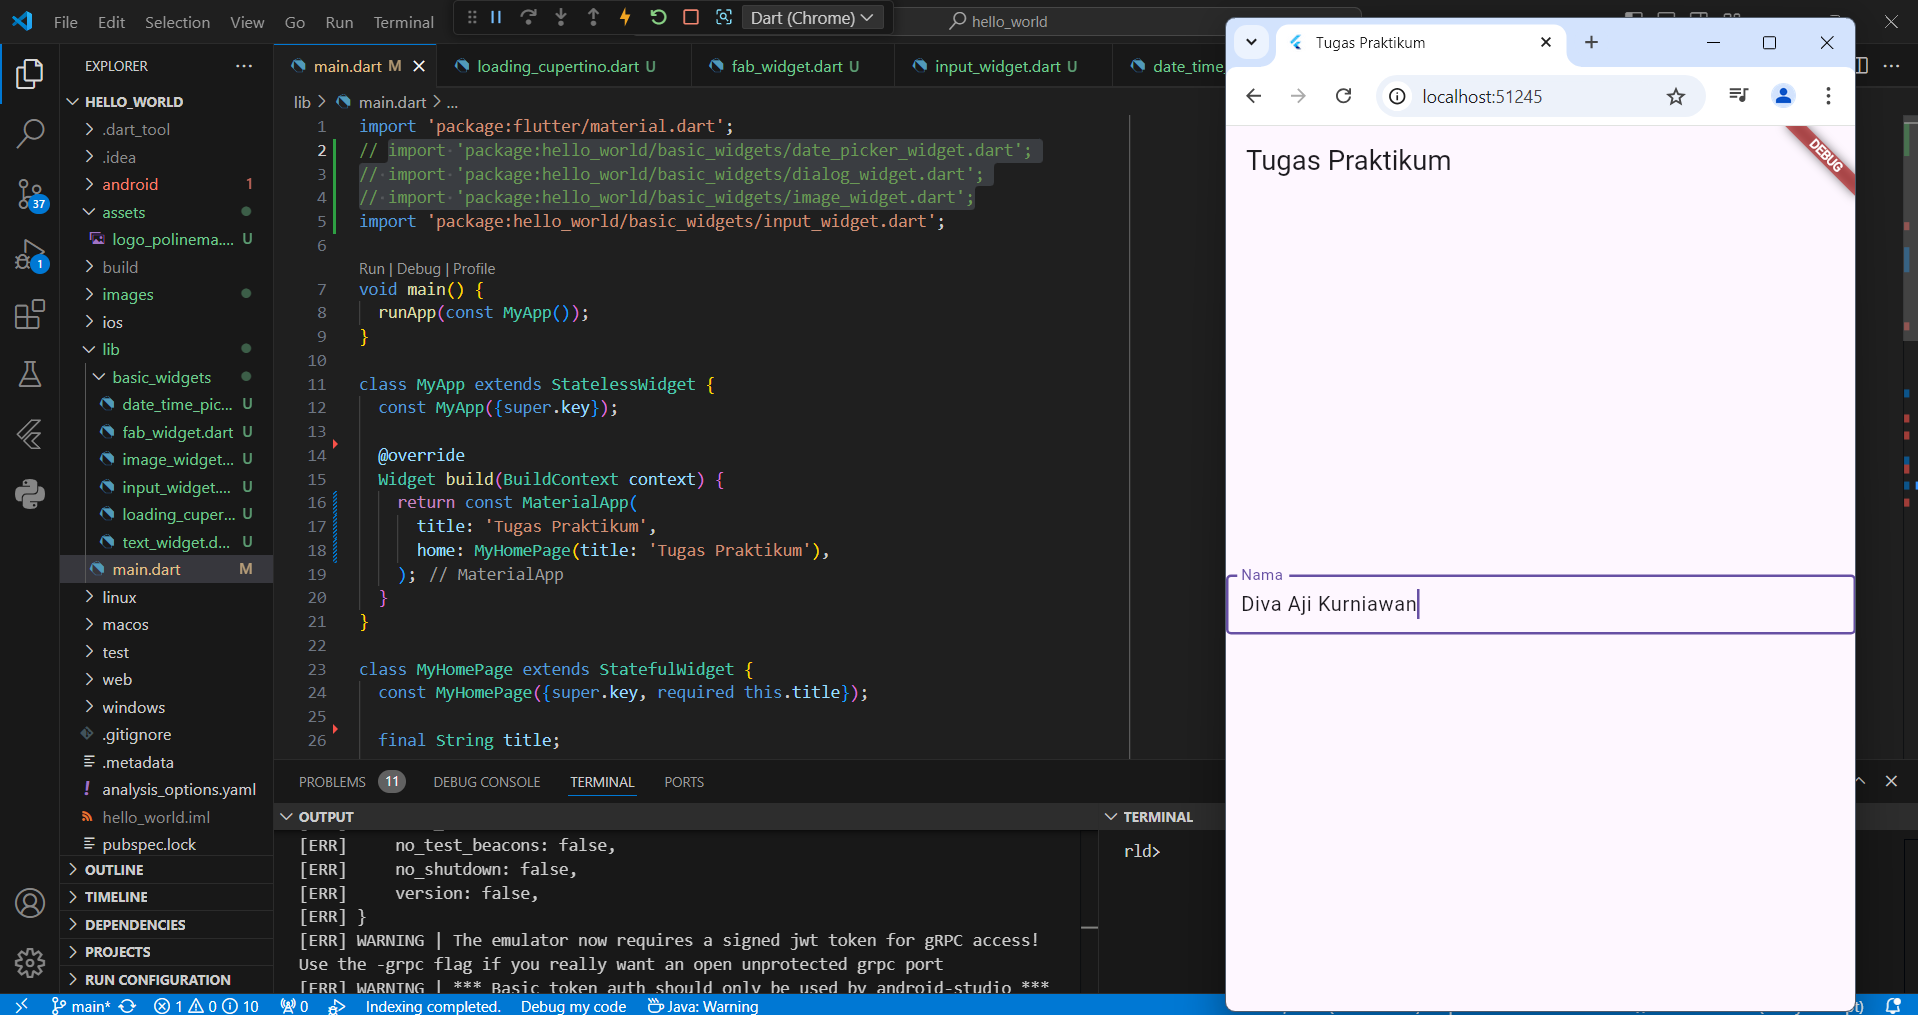 File Edit Selection View Go Run Terminal
Dart (Chrome)
hello_world
EXPLORER
HELLO_WORLD
.dart_tool
.idea
android 1
assets
logo_polinema.... U
build
images
ios
lib
basic_widgets
date_time_pic... U
fab_widget.dart U
image_widget... U
input_widget.... U
loading_cuper... U
text_widget.d... U
main.dart M
linux
macos
test
web
windows
.gitignore
.metadata
analysis_options.yaml
hello_world.iml
pubspec.lock
OUTLINE
TIMELINE
DEPENDENCIES
PROJECTS
RUN CONFIGURATION
37
1
main.dart M
loading_cupertino.dart U
fab_widget.dart U
input_widget.dart U
date_time_
lib > main.dart > ...
1 import 'package:flutter/material.dart';
2 // import 'package:hello_world/basic_widgets/date_picker_widget.dart';
3 // import 'package:hello_world/basic_widgets/dialog_widget.dart';
4 // import 'package:hello_world/basic_widgets/image_widget.dart';
5 import 'package:hello_world/basic_widgets/input_widget.dart';
6
Run | Debug | Profile
7 void main() {
8 runApp(const MyApp());
9 }
10
11 class MyApp extends StatelessWidget {
12 const MyApp({super.key});
13
14 @override
15 Widget build(BuildContext context) {
16 return const MaterialApp(
17 title: 'Tugas Praktikum',
18 home: MyHomePage(title: 'Tugas Praktikum'),
19 ); // MaterialApp
20 }
21 }
22
23 class MyHomePage extends StatefulWidget {
24 const MyHomePage({super.key, required this.title});
25
26 final String title;
PROBLEMS 11 DEBUG CONSOLE TERMINAL PORTS
OUTPUT
[ERR] no_test_beacons: false,
[ERR] no_shutdown: false,
[ERR] version: false,
[ERR] }
[ERR] WARNING | The emulator now requires a signed jwt token for gRPC access!
Use the -grpc flag if you really want an open unprotected grpc port
[ERR] WARNING | *** Basic token auth should only be used by android-studio ***
TERMINAL
rld>
main* 1 0 10 0 Indexing completed. Debug my code Java: Warning
Tugas Praktikum
localhost:51245
Tugas Praktikum
DEBUG
Nama
Diva Aji Kurniawan